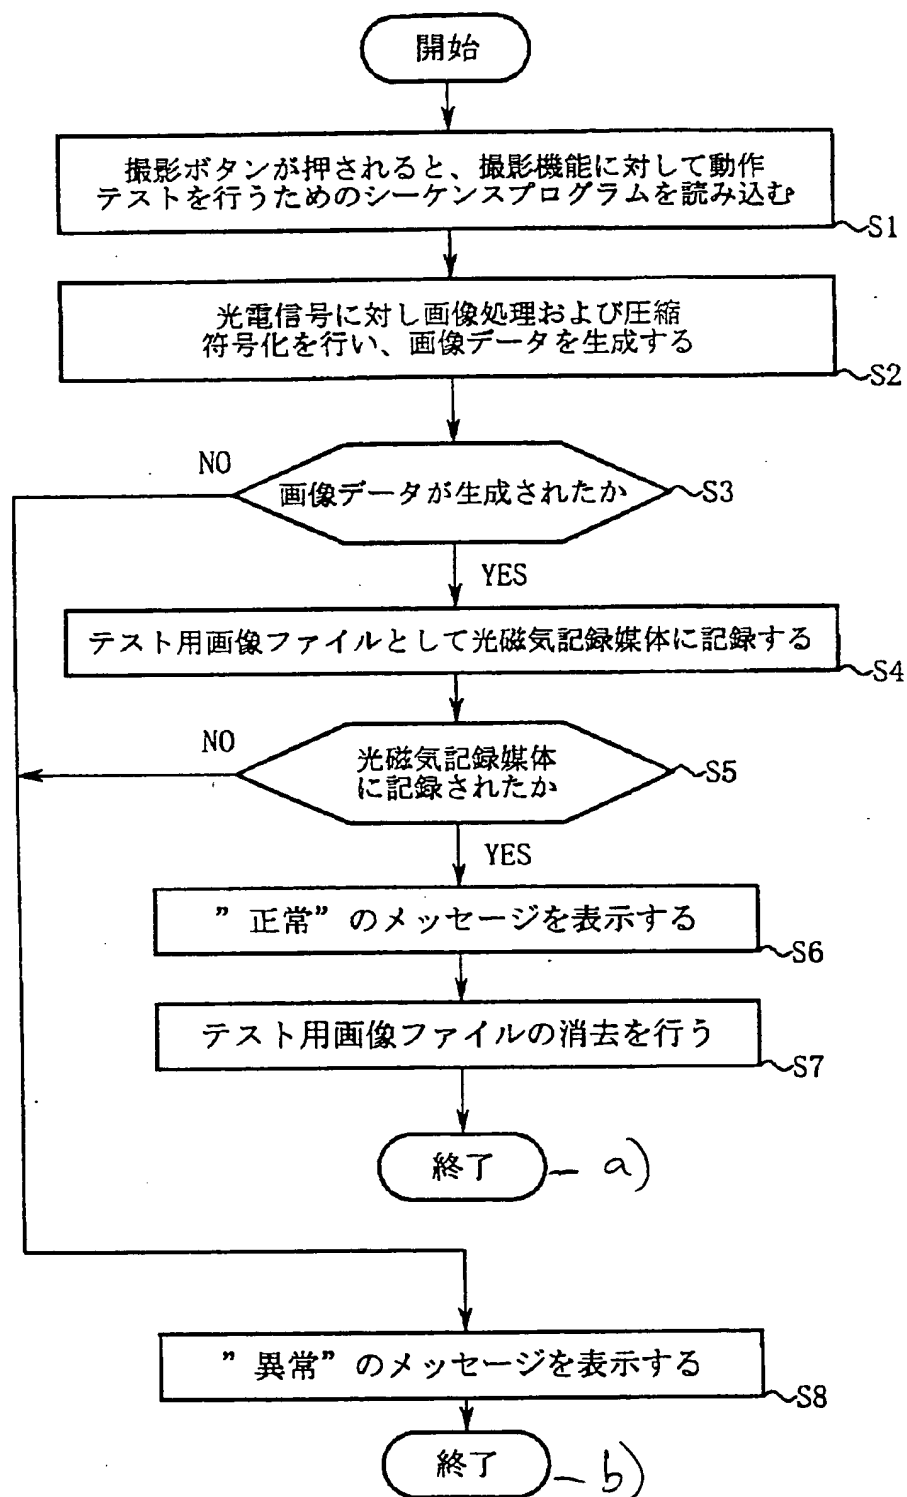 開始
撮影ボタンが押されると、撮影機能に対して動作
テストを行うためのシーケンスプログラムを読み込む
S1
光電信号に対し画像処理および圧縮
符号化を行い、画像データを生成する
S2
NO
画像データが生成されたか
S3
YES
テスト用画像ファイルとして光磁気記録媒体に記録する
S4
NO
光磁気記録媒体
に記録されたか
S5
YES
”正常”のメッセージを表示する
S6
テスト用画像ファイルの消去を行う
S7
終了 - a)
”異常”のメッセージを表示する
S8
終了 - b)